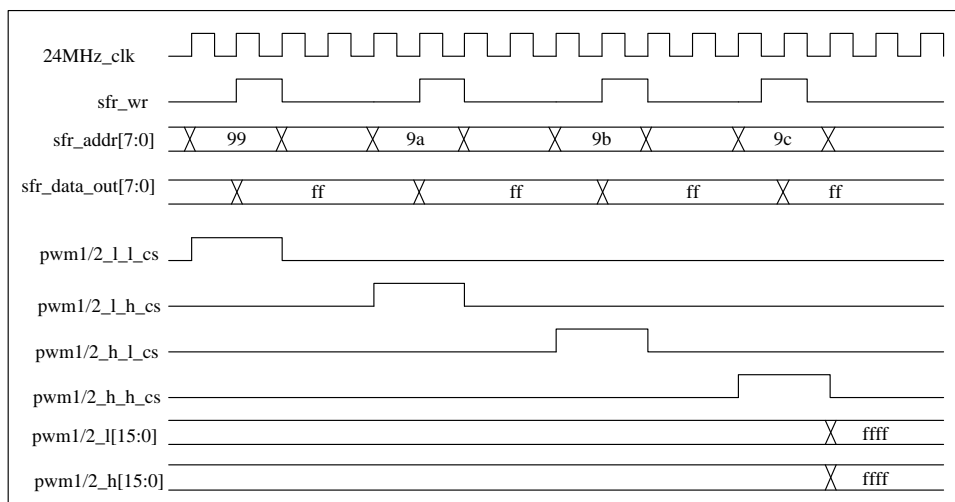 24MHz_clk
sfr_wr
sfr_addr[7:0] 99 9a 9b 9c
sfr_data_out[7:0] ff ff ff ff
pwm1/2_l_l_cs
pwm1/2_l_h_cs
pwm1/2_h_l_cs
pwm1/2_h_h_cs
pwm1/2_l[15:0] ffff
pwm1/2_h[15:0] ffff